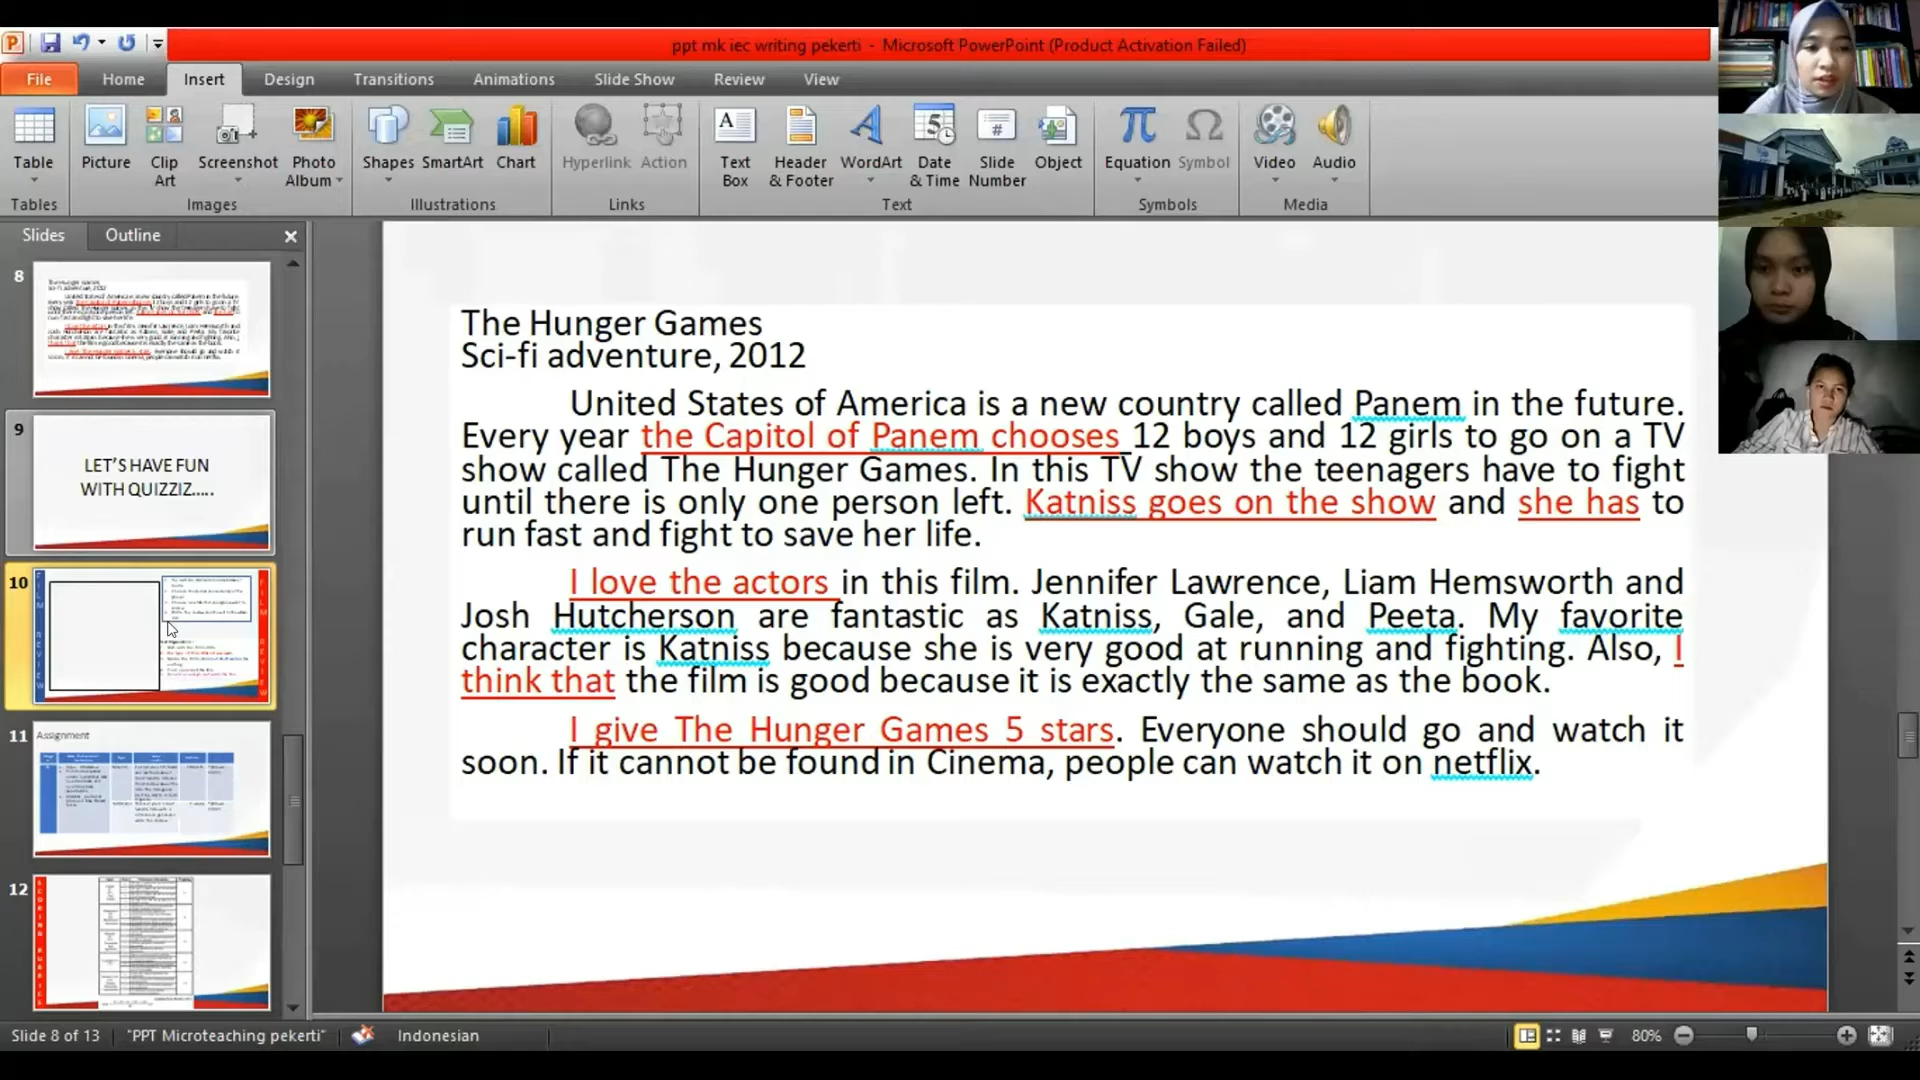 ppt mk iec writing pekerti - Microsoft PowerPoint (Product Activation Failed)
File Home Insert Design Transitions Animations Slide Show Review View
Table Picture Clip Art Screenshot Photo Album Shapes SmartArt Chart Hyperlink Action Text Box Header & Footer WordArt Date & Time Slide Number Object Equation Symbol Video Audio
Tables Images Illustrations Links Text Symbols Media
Slides Outline
8
9
LET'S HAVE FUN
WITH QUIZZIZ.....
10
FILM REVIEW
FILM REVIEW
11
Assignment
12
SCORING RUBRICS
The Hunger Games
Sci-fi adventure, 2012
United States of America is a new country called Panem in the future.
Every year the Capitol of Panem chooses 12 boys and 12 girls to go on a TV
show called The Hunger Games. In this TV show the teenagers have to fight
until there is only one person left. Katniss goes on the show and she has to
run fast and fight to save her life.
I love the actors in this film. Jennifer Lawrence, Liam Hemsworth and
Josh Hutcherson are fantastic as Katniss, Gale, and Peeta. My favorite
character is Katniss because she is very good at running and fighting. Also, I
think that the film is good because it is exactly the same as the book.
I give The Hunger Games 5 stars. Everyone should go and watch it
soon. If it cannot be found in Cinema, people can watch it on netflix.
Slide 8 of 13 "PPT Microteaching pekerti" Indonesian 80%